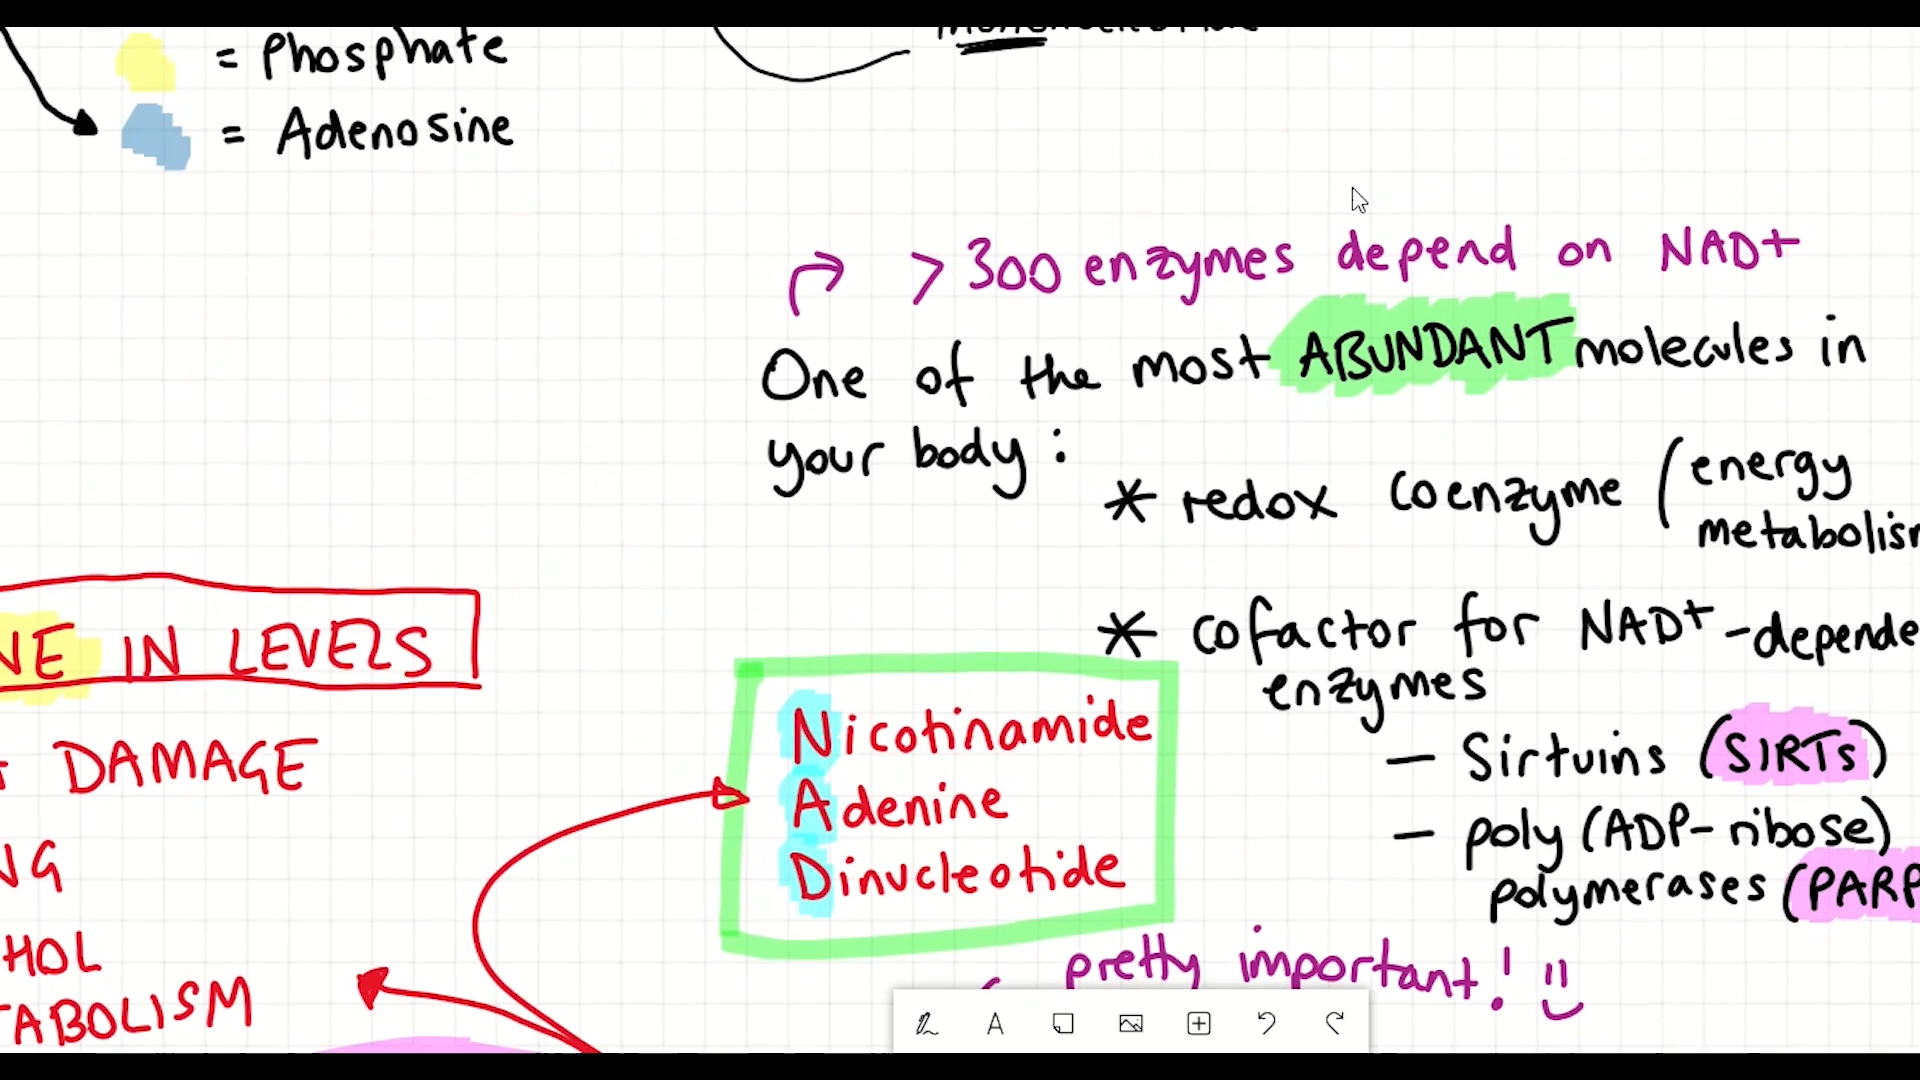 = Phosphate
= Adenosine
> 300 enzymes depend on NAD+
One of the most ABUNDANT molecules in
your body :
* redox coenzyme (energy
metabolism
* cofactor for NAD+ -depende
enzymes
- Sirtuins (SIRTs)
- poly (ADP-ribose)
polymerases (PARP
NE IN LEVELS
DAMAGE
NG
HOL
TABOLISM
Nicotinamide
Adenine
Dinucleotide
pretty important!
A